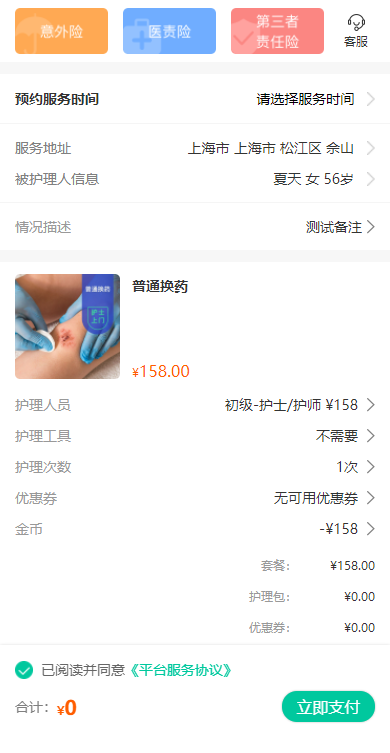 意外险
医责险
第三者
责任险
客服
预约服务时间 请选择服务时间
服务地址 上海市 上海市 松江区 佘山
被护理人信息 夏天 女 56岁
情况描述 测试备注
普通换药
护士
上门
普通换药
¥158.00
护理人员 初级-护士/护师 ¥158
护理工具 不需要
护理次数 1次
优惠券 无可用优惠券
金币 -¥158
套餐： ¥158.00
护理包： ¥0.00
优惠券： ¥0.00
已阅读并同意《平台服务协议》
合计：¥0 立即支付